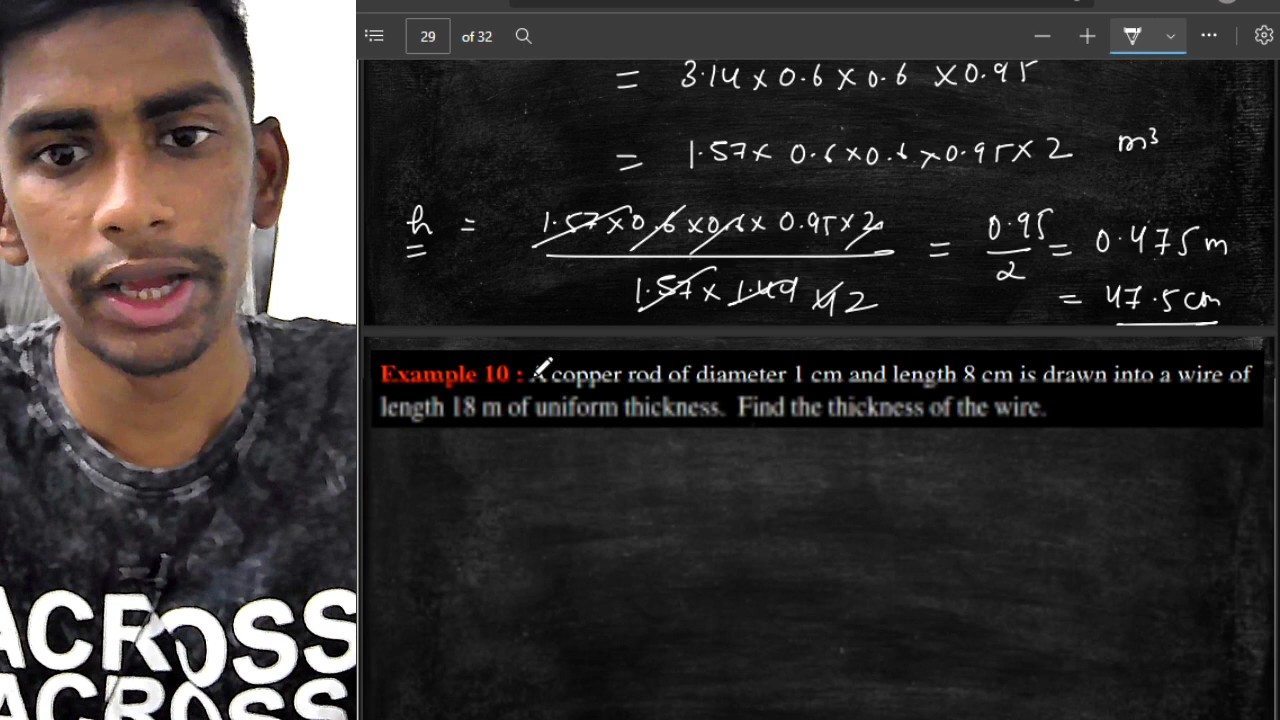 29 of 32
= 3.14 x 0.6 x 0.6 x 0.95
= 1.57 x 0.6 x 0.6 x 0.95 x 2 m³
h = 1.57 x 0.6 x 0.6 x 0.95 x 2 = 0.95 = 0.475 m
1.57 x 1.44 x 4 2 2 = 47.5 cm
Example 10 : A copper rod of diameter 1 cm and length 8 cm is drawn into a wire of
length 18 m of uniform thickness. Find the thickness of the wire.
ACROSS
ACROSS